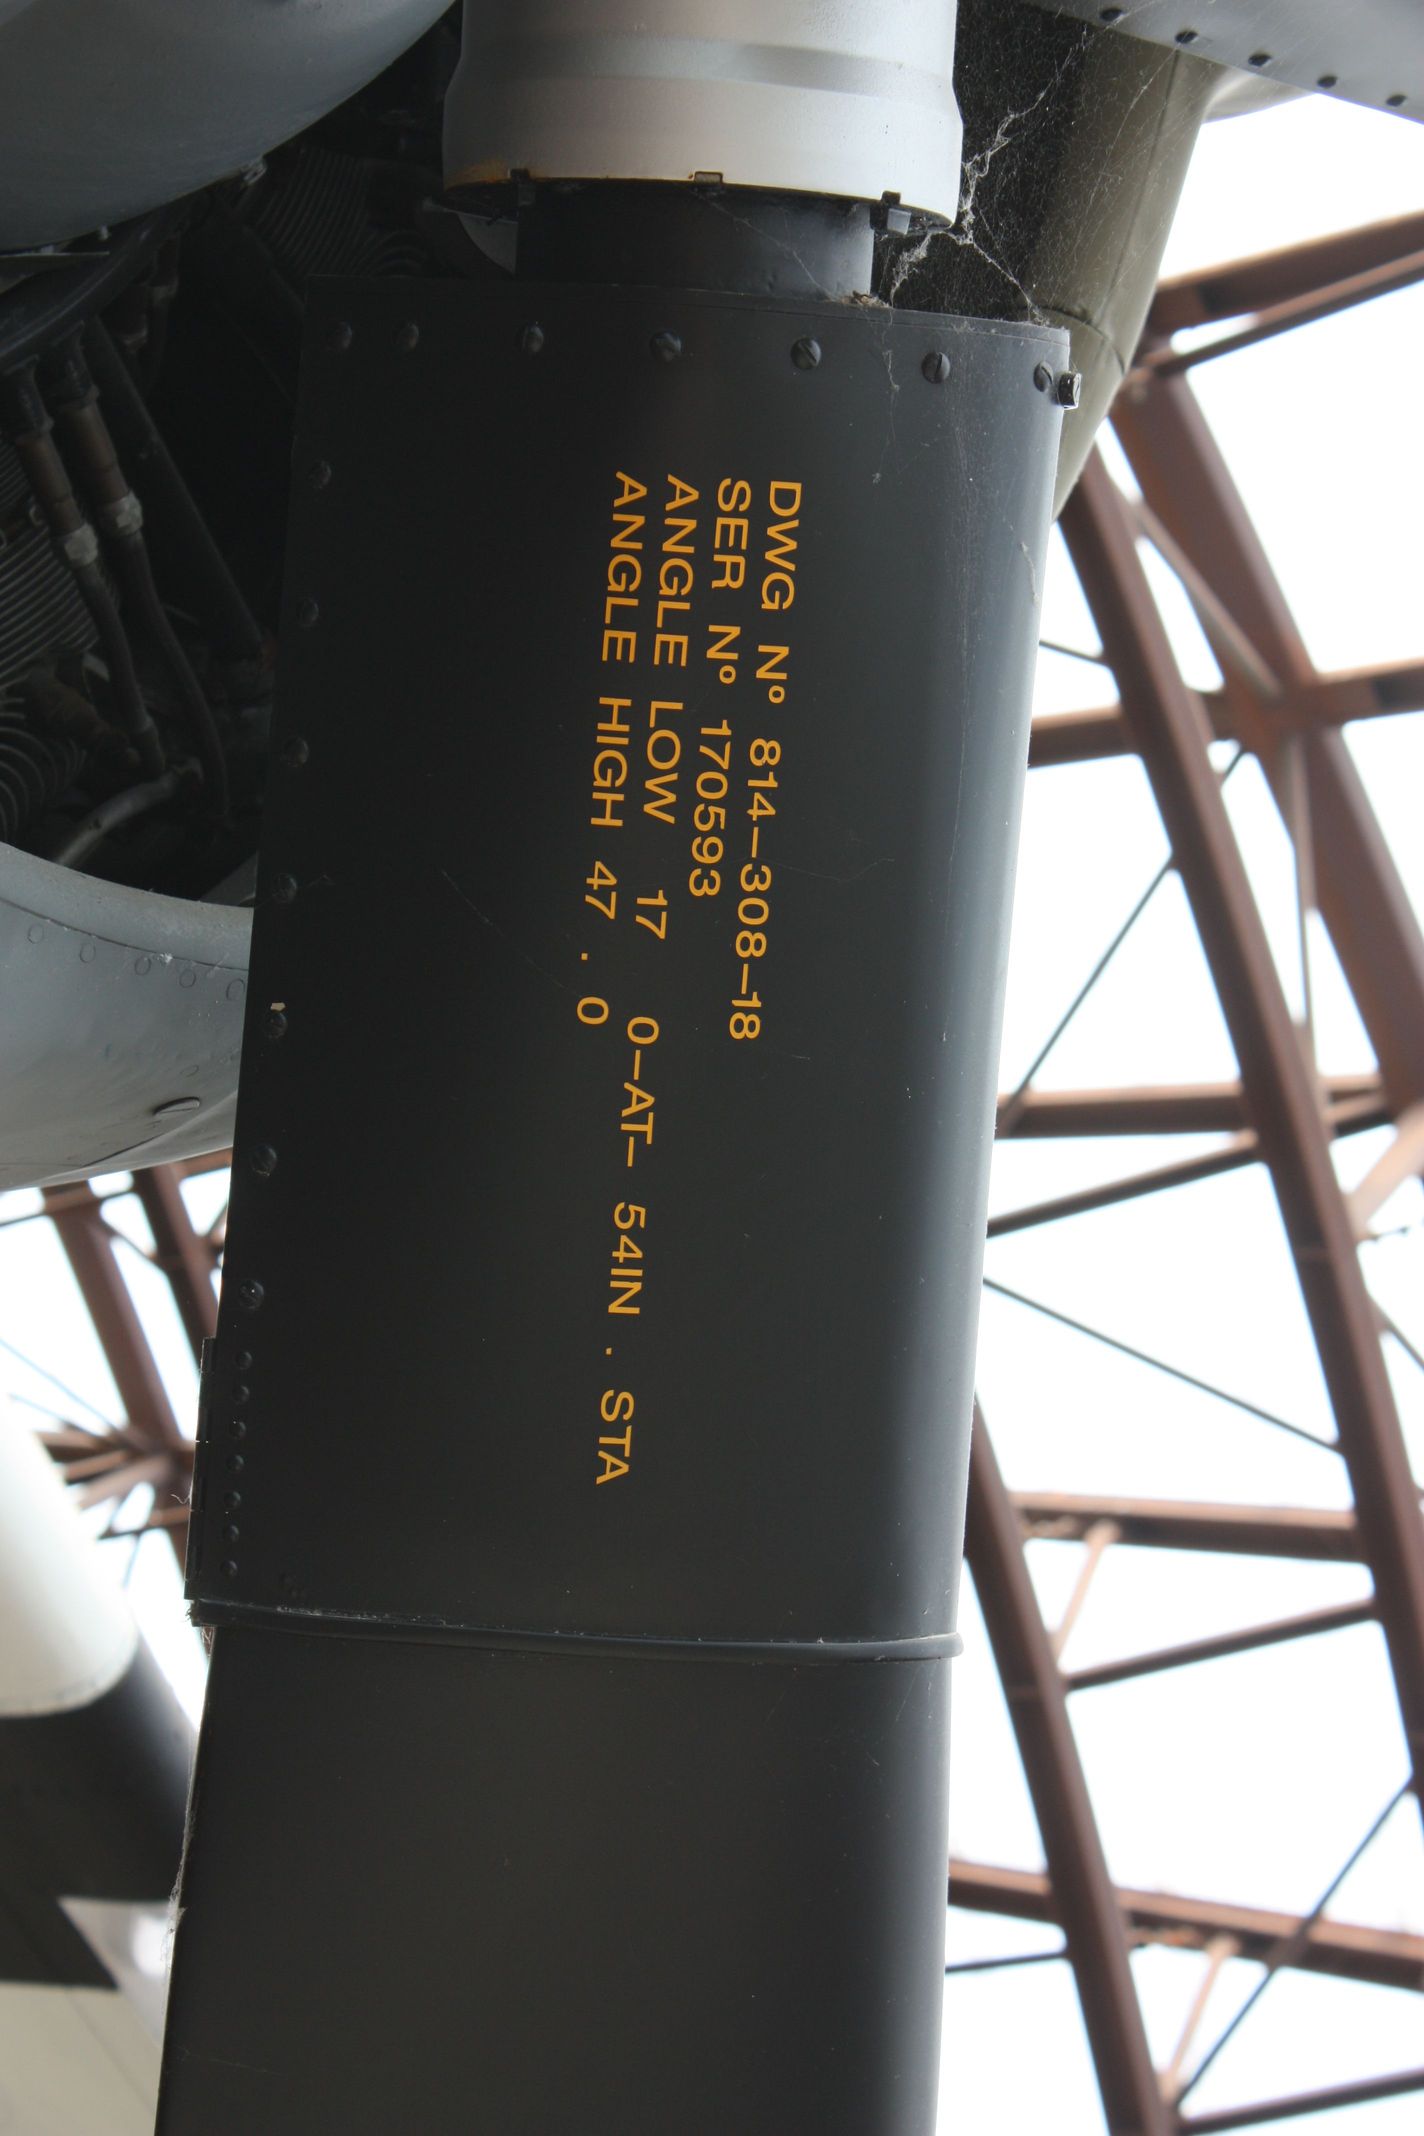 DWG Nº 814-308-18
SER Nº 170593
ANGLE LOW 17 0-AT- 54IN . STA
ANGLE HIGH 47 . 0